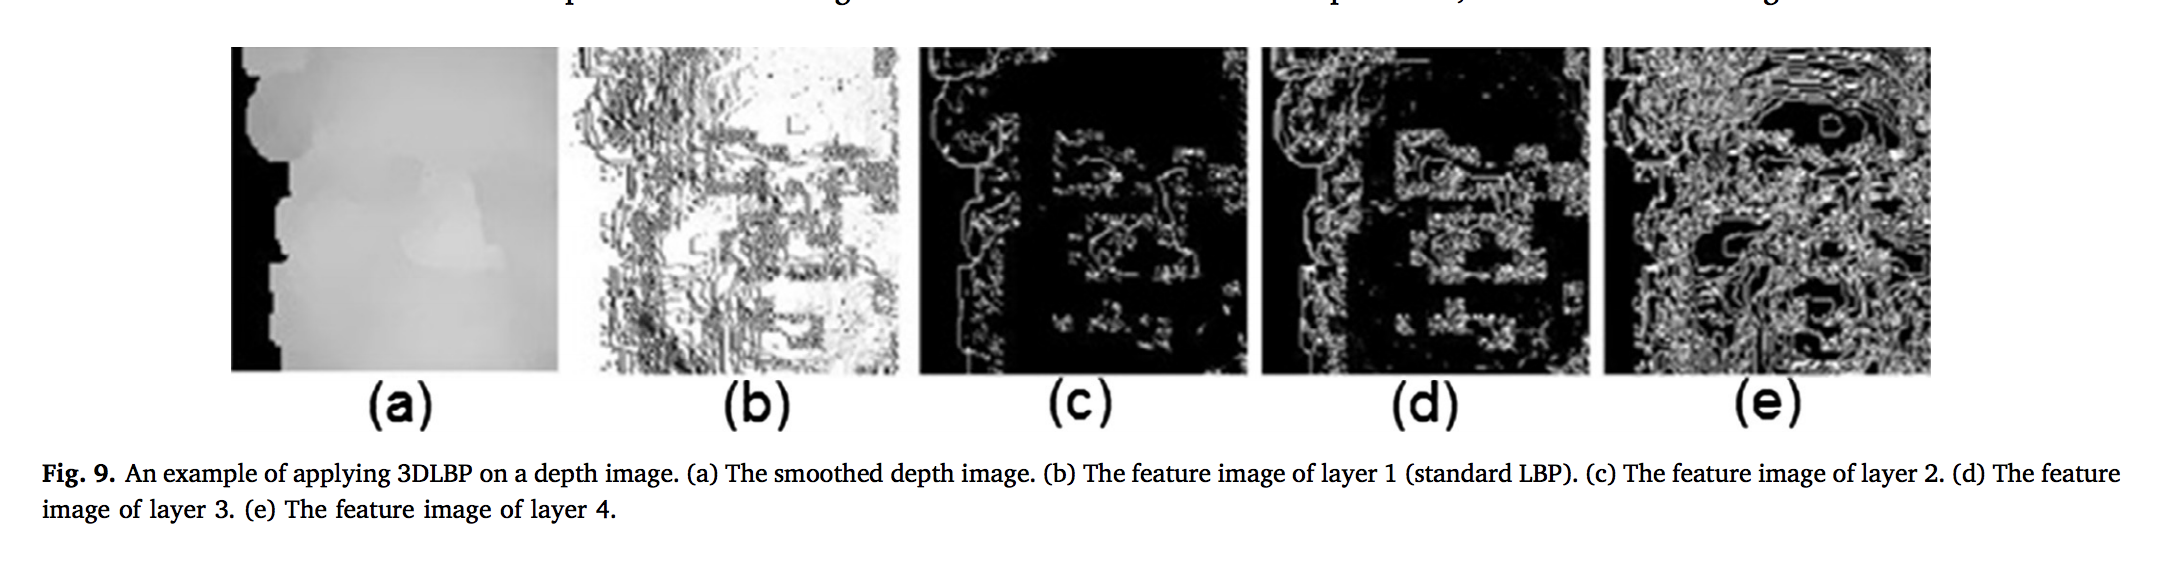 (a) (b) (c) (d) (e)
Fig. 9. An example of applying 3DLBP on a depth image. (a) The smoothed depth image. (b) The feature image of layer 1 (standard LBP). (c) The feature image of layer 2. (d) The feature
image of layer 3. (e) The feature image of layer 4.